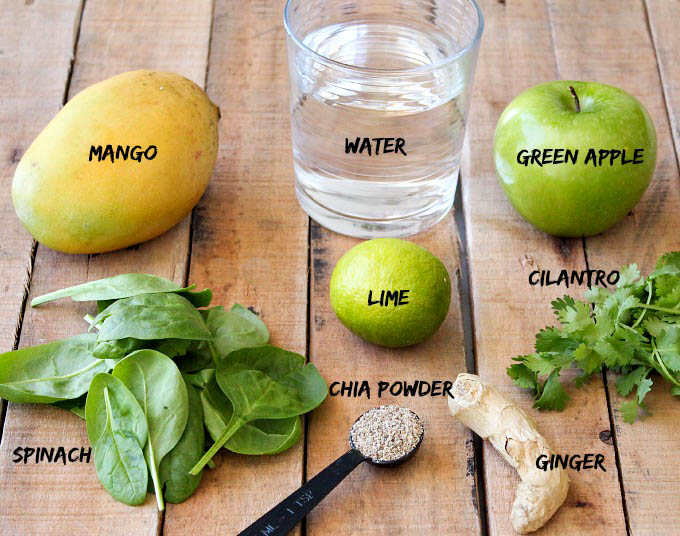 MANGO
WATER
GREEN APPLE
LIME
CILANTRO
CHIA POWDER
SPINACH
GINGER